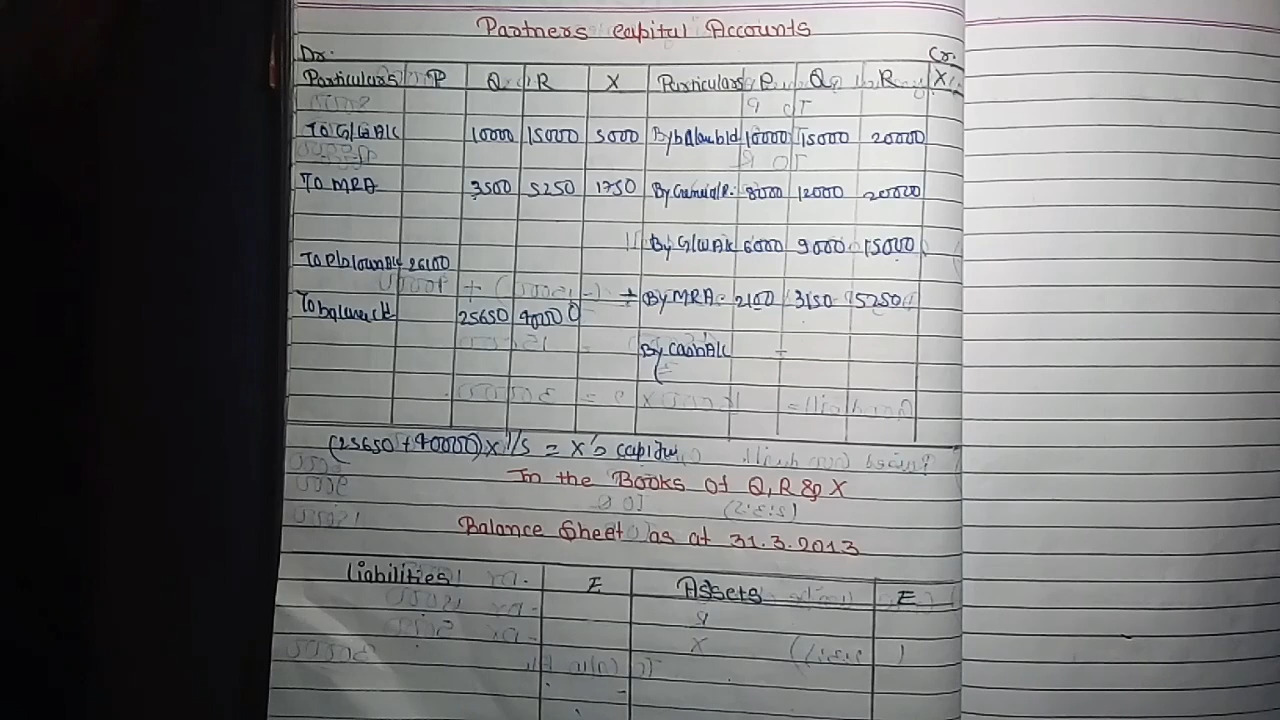 Partners Capital Accounts
Dr. Cr.
Particulars P Q R X Particulars P Q R X
To G/w A/c 10000 15000 5000 By balance b/d 10000 15000 20000
To MRA 3500 5250 1750 By General R. 8000 12000 20000
By G/w A/c 6000 9000 15000
To P's loan A/c 26100
By MRA 2100 3150 5250
To balance c/d 25650 40000
By Cash A/c
(25650 + 40000) x 1/5 = X's capital
In the Books of Q, R & X
Balance Sheet as at 31.3.2013
Liabilities ₹ Assets ₹